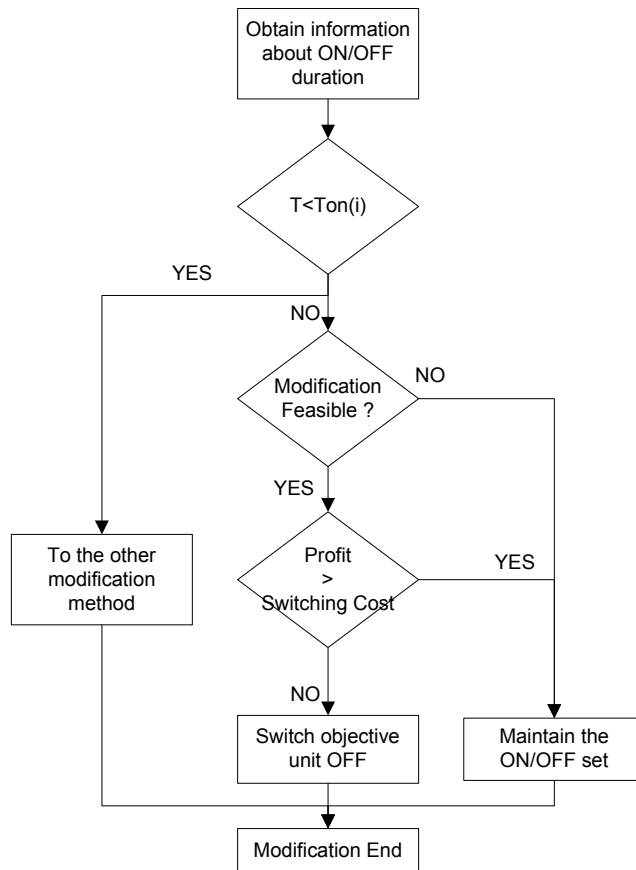 Obtain information
about ON/OFF
duration
T<Ton(i)
YES
NO
Modification
Feasible ?
NO
YES
To the other
modification
method
Profit
>
Switching Cost
YES
NO
Switch objective
unit OFF
Maintain the
ON/OFF set
Modification End